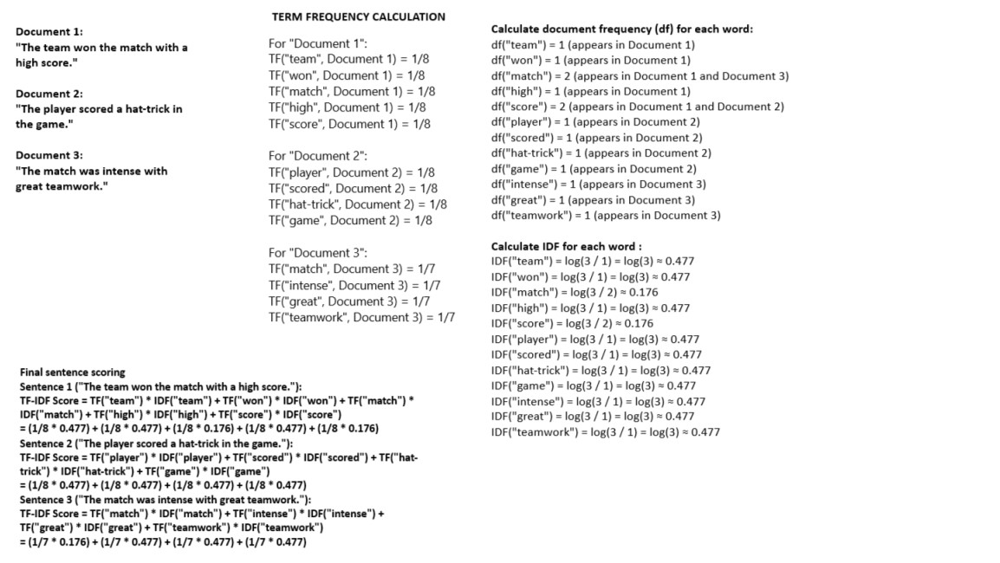 Document 1:
"The team won the match with a
high score."
Document 2:
"The player scored a hat-trick in
the game."
Document 3:
"The match was intense with
great teamwork."
TERM FREQUENCY CALCULATION
For "Document 1":
TF("team", Document 1) = 1/8
TF("won", Document 1) = 1/8
TF("match", Document 1) = 1/8
TF("high", Document 1) = 1/8
TF("score", Document 1) = 1/8
For "Document 2":
TF("player", Document 2) = 1/8
TF("scored", Document 2) = 1/8
TF("hat-trick", Document 2) = 1/8
TF("game", Document 2) = 1/8
For "Document 3":
TF("match", Document 3) = 1/7
TF("intense", Document 3) = 1/7
TF("great", Document 3) = 1/7
TF("teamwork", Document 3) = 1/7
Calculate document frequency (df) for each word:
df("team") = 1 (appears in Document 1)
df("won") = 1 (appears in Document 1)
df("match") = 2 (appears in Document 1 and Document 3)
df("high") = 1 (appears in Document 1)
df("score") = 2 (appears in Document 1 and Document 2)
df("player") = 1 (appears in Document 2)
df("scored") = 1 (appears in Document 2)
df("hat-trick") = 1 (appears in Document 2)
df("game") = 1 (appears in Document 2)
df("intense") = 1 (appears in Document 3)
df("great") = 1 (appears in Document 3)
df("teamwork") = 1 (appears in Document 3)
Calculate IDF for each word :
IDF("team") = log(3 / 1) = log(3) ≈ 0.477
IDF("won") = log(3 / 1) = log(3) ≈ 0.477
IDF("match") = log(3 / 2) ≈ 0.176
IDF("high") = log(3 / 1) = log(3) ≈ 0.477
IDF("score") = log(3 / 2) ≈ 0.176
IDF("player") = log(3 / 1) = log(3) ≈ 0.477
IDF("scored") = log(3 / 1) = log(3) ≈ 0.477
IDF("hat-trick") = log(3 / 1) = log(3) ≈ 0.477
IDF("game") = log(3 / 1) = log(3) ≈ 0.477
IDF("intense") = log(3 / 1) = log(3) ≈ 0.477
IDF("great") = log(3 / 1) = log(3) ≈ 0.477
IDF("teamwork") = log(3 / 1) = log(3) ≈ 0.477
Final sentence scoring
Sentence 1 ("The team won the match with a high score."):
TF-IDF Score = TF("team") * IDF("team") + TF("won") * IDF("won") + TF("match") *
IDF("match") + TF("high") * IDF("high") + TF("score") * IDF("score")
= (1/8 * 0.477) + (1/8 * 0.477) + (1/8 * 0.176) + (1/8 * 0.477) + (1/8 * 0.176)
Sentence 2 ("The player scored a hat-trick in the game."):
TF-IDF Score = TF("player") * IDF("player") + TF("scored") * IDF("scored") + TF("hat-
trick") * IDF("hat-trick") + TF("game") * IDF("game")
= (1/8 * 0.477) + (1/8 * 0.477) + (1/8 * 0.477) + (1/8 * 0.477)
Sentence 3 ("The match was intense with great teamwork."):
TF-IDF Score = TF("match") * IDF("match") + TF("intense") * IDF("intense") +
TF("great") * IDF("great") + TF("teamwork") * IDF("teamwork")
= (1/7 * 0.176) + (1/7 * 0.477) + (1/7 * 0.477) + (1/7 * 0.477)